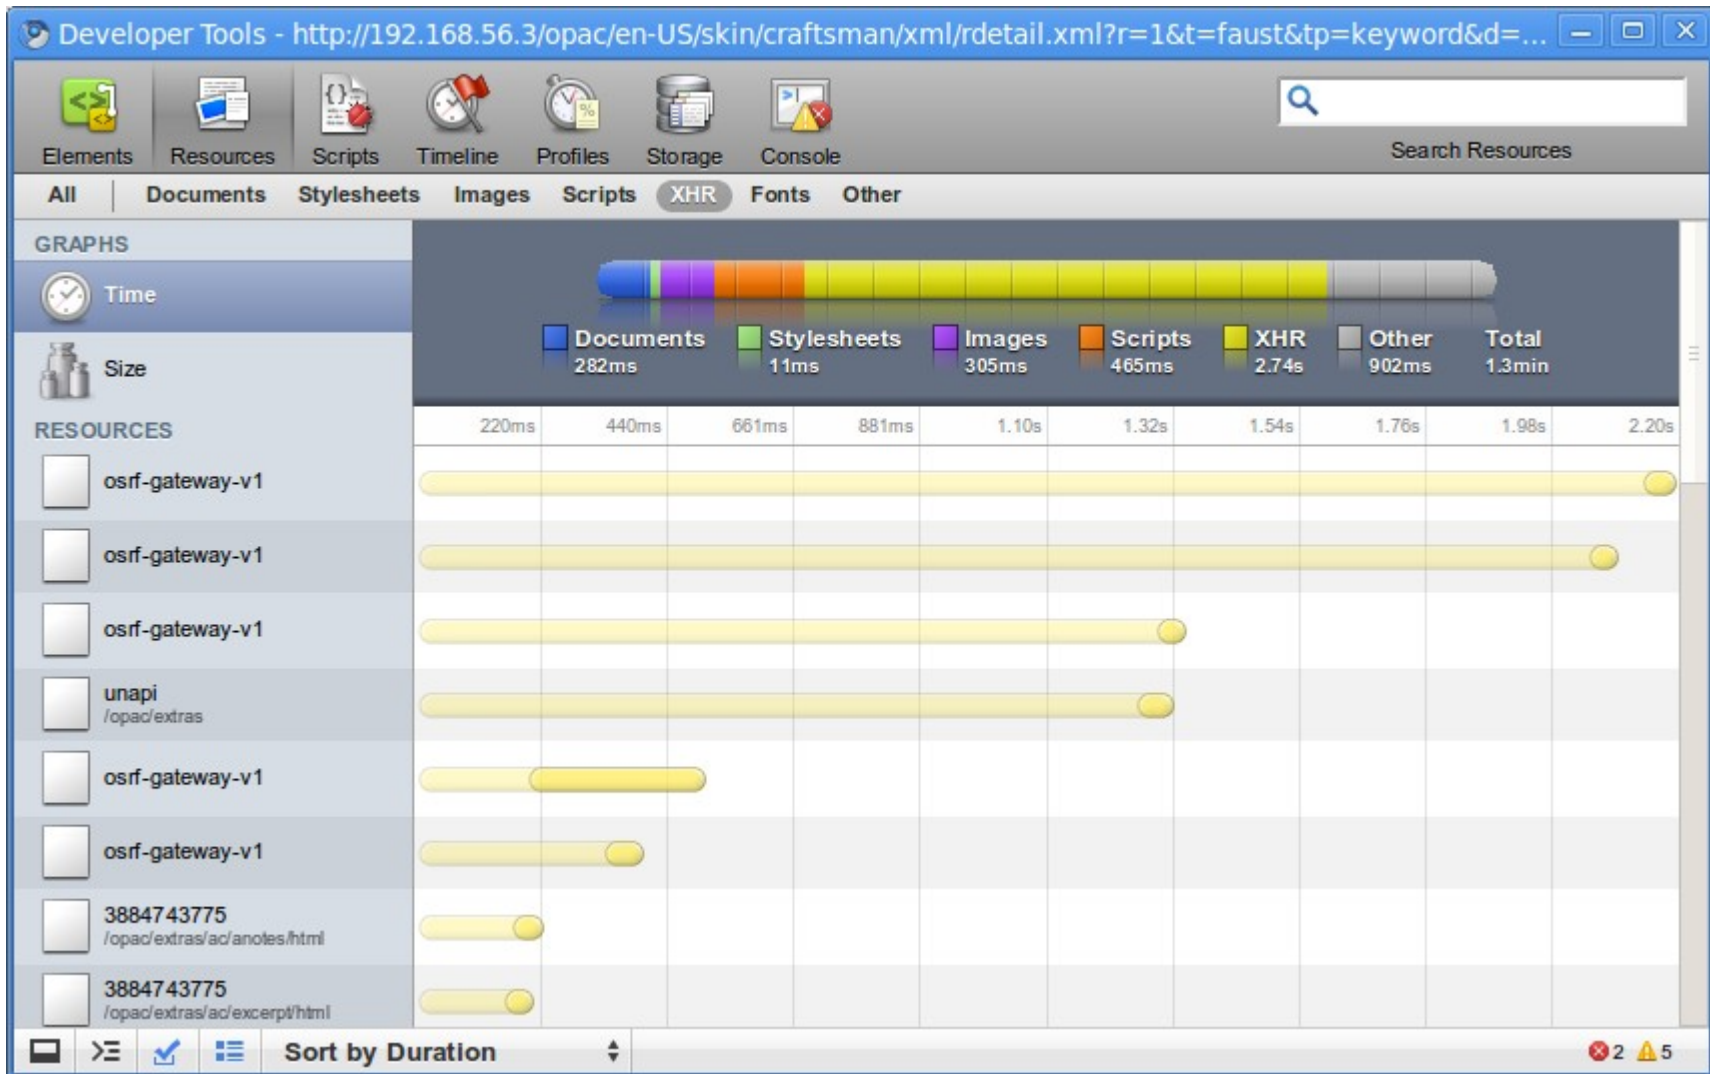 Developer Tools - http://192.168.56.3/opac/en-US/skin/craftsman/xml/rdetail.xml?r=1&t=faust&tp=keyword&d=...
Elements Resources Scripts Timeline Profiles Storage Console Search Resources
All Documents Stylesheets Images Scripts XHR Fonts Other
GRAPHS
Time
Size
Documents Stylesheets Images Scripts XHR Other Total
282ms 11ms 305ms 465ms 2.74s 902ms 1.3min
RESOURCES
220ms 440ms 661ms 881ms 1.10s 1.32s 1.54s 1.76s 1.98s 2.20s
osrf-gateway-v1
osrf-gateway-v1
osrf-gateway-v1
unapi
/opac/extras
osrf-gateway-v1
osrf-gateway-v1
3884743775
/opac/extras/ac/anotes/html
3884743775
/opac/extras/ac/excerpt/html
Sort by Duration 2 5